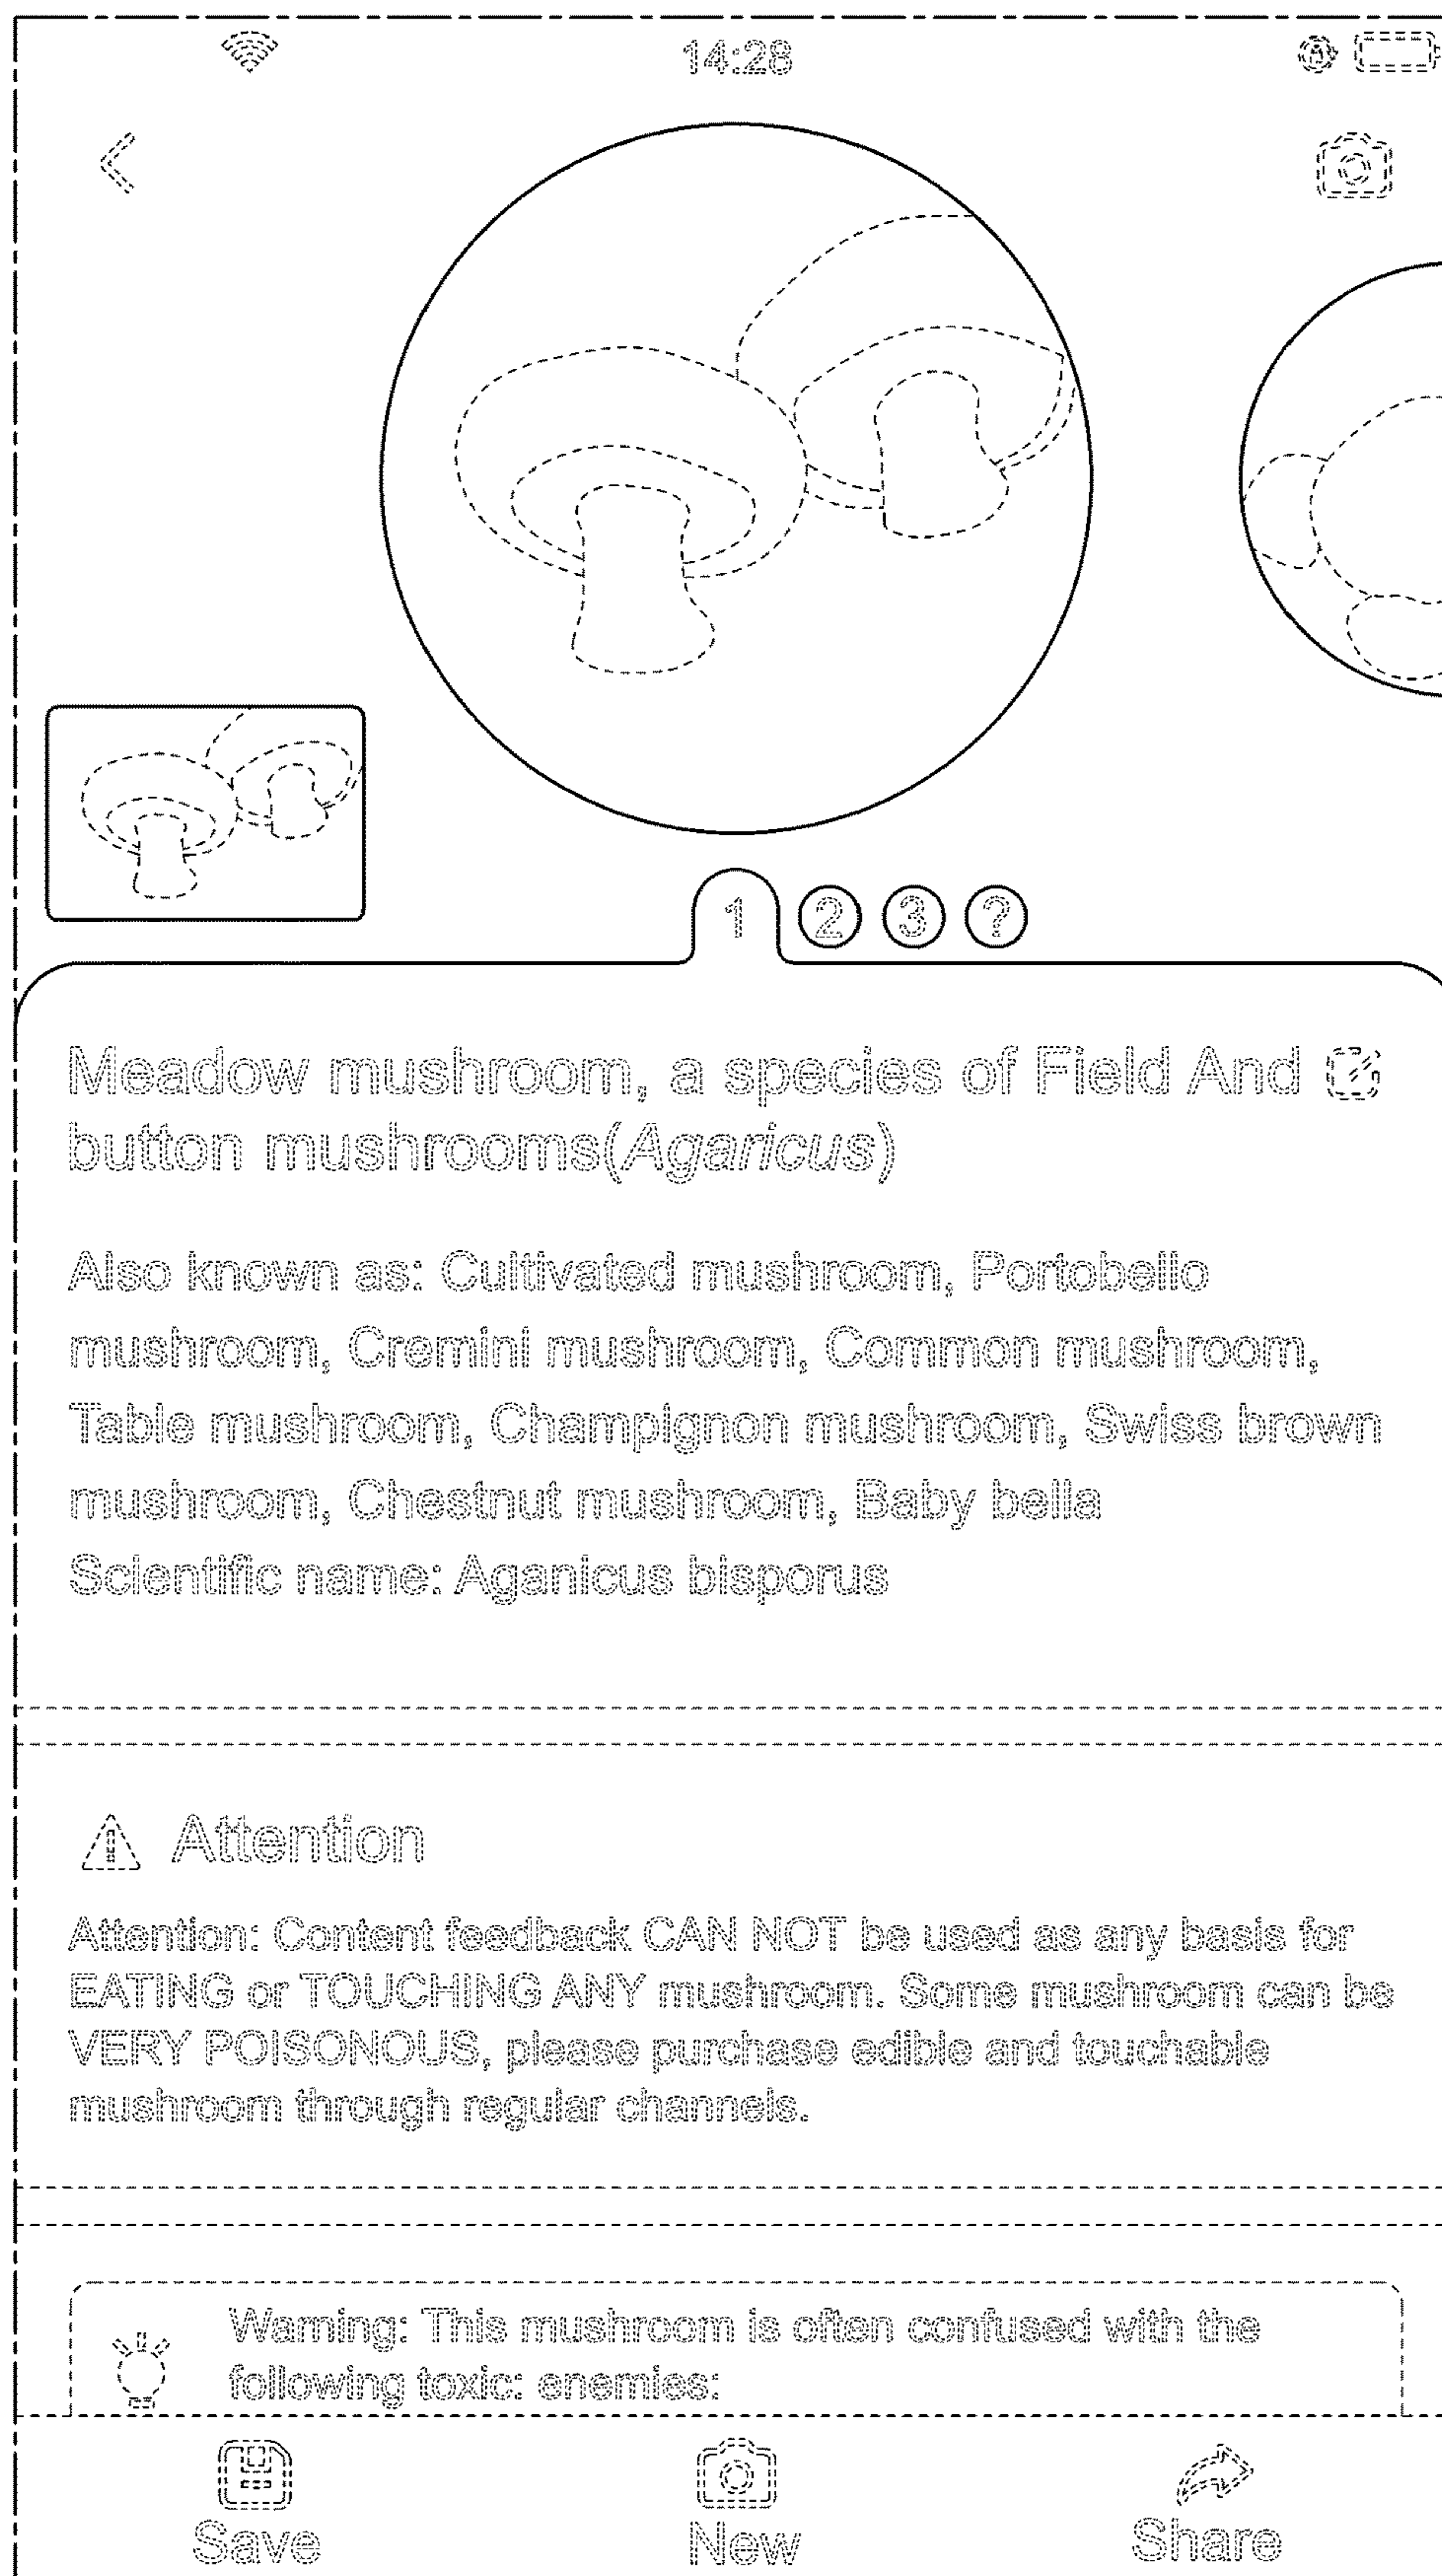 14:28
1 2 3 ?
Meadow mushroom, a species of Field And
button mushrooms(Agaricus)
Also known as: Cultivated mushroom, Portobello
mushroom, Cremini mushroom, Common mushroom,
Table mushroom, Champignon mushroom, Swiss brown
mushroom, Chestnut mushroom, Baby bella
Scientific name: Aganicus bisporus
Attention
Attention: Content feedback CAN NOT be used as any basis for
EATING or TOUCHING ANY mushroom. Some mushroom can be
VERY POISONOUS, please purchase edible and touchable
mushroom through regular channels.
Warning: This mushroom is often confused with the
following toxic: enemies:
Save New Share